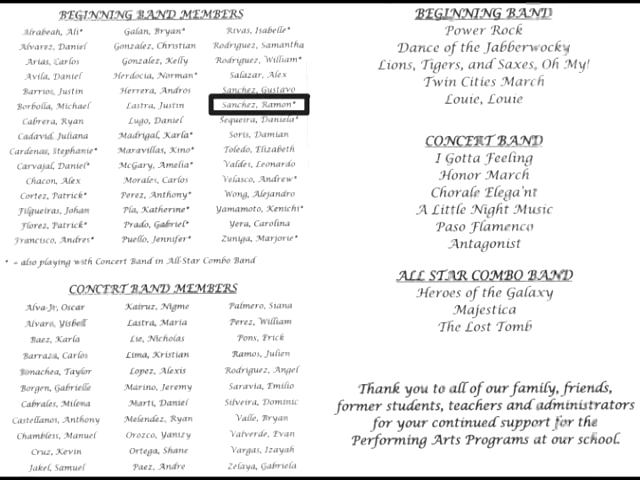 BEGINNING BAND MEMBERS
Alrabeah, Ali* Galan, Bryan* Rivas, Isabelle*
Alvarez, Daniel Gonzalez, Christian Rodriguez, Samantha
Arias, Carlos Gonzalez, Kelly Rodriguez, William*
Avila, Daniel Herdocia, Norman* Salazar, Alex
Barrios, Justin Herrera, Andros Sanchez, Gustavo
Borbolla, Michael Lastra, Justin Sanchez, Ramon*
Cabrera, Ryan Lugo, Daniel Sequeira, Daniela*
Cadavid, Juliana Madrigal, Karla* Soris, Damian
Cardenas, Stephanie* Maravillas, Kino* Toledo, Elizabeth
Carvajal, Daniel* McGary, Amelia* Valdes, Leonardo
Chacon, Alex Morales, Carlos Velasco, Andrew*
Cortez, Patrick* Perez, Anthony* Wong, Alejandro
Filgueiras, Johan Pla, Katherine* Yamamoto, Kenichi*
Florez, Patrick* Prado, Gabriel* Yera, Carolina
Francisco, Andres* Puello, Jennifer* Zuniga, Marjorie*
* = also playing with Concert Band in All-Star Combo Band
CONCERT BAND MEMBERS
Alva-Jr, Oscar Kairuz, Nigme Palmero, Siana
Alvaro, Yisbell Lastra, Maria Perez, William
Baez, Karla Lie, Nicholas Pons, Erick
Barraza, Carlos Lima, Kristian Ramos, Julien
Bonachea, Taylor Lopez, Alexis Rodriguez, Angel
Borgen, Gabrielle Marino, Jeremy Saravia, Emilio
Cabrales, Milena Marti, Daniel Silveira, Dominic
Castellanos, Anthony Melendez, Ryan Valle, Bryan
Chambless, Manuel Orozco, Yanszy Valverde, Evan
Cruz, Kevin Ortega, Shane Vargas, Izayah
Jakel, Samuel Paez, Andre Zelaya, Gabriela
BEGINNING BAND
Power Rock
Dance of the Jabberwocky
Lions, Tigers, and Saxes, Oh My!
Twin Cities March
Louie, Louie
CONCERT BAND
I Gotta Feeling
Honor March
Chorale Elega'nt
A Little Night Music
Paso Flamenco
Antagonist
ALL STAR COMBO BAND
Heroes of the Galaxy
Majestica
The Lost Tomb
Thank you to all of our family, friends,
former students, teachers and administrators
for your continued support for the
Performing Arts Programs at our school.